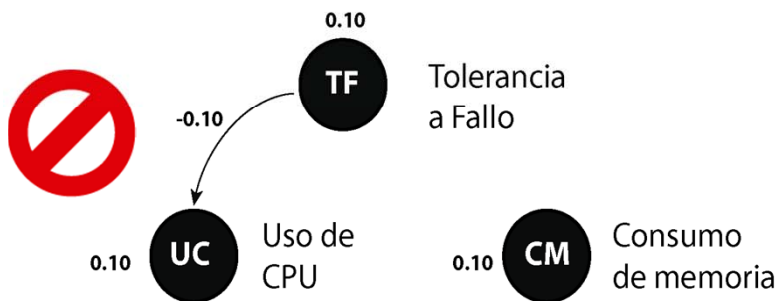 0.10
TF
Tolerancia
a Fallo
-0.10
0.10
UC
Uso de
CPU
0.10
CM
Consumo
de memoria